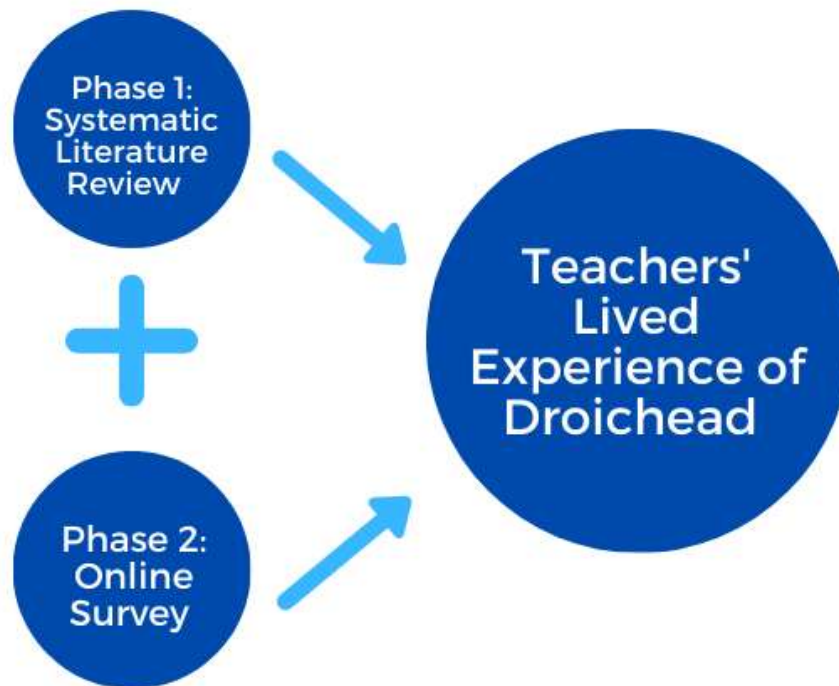 Phase 1:
Systematic
Literature
Review
Phase 2:
Online
Survey
Teachers'
Lived
Experience of
Droichead